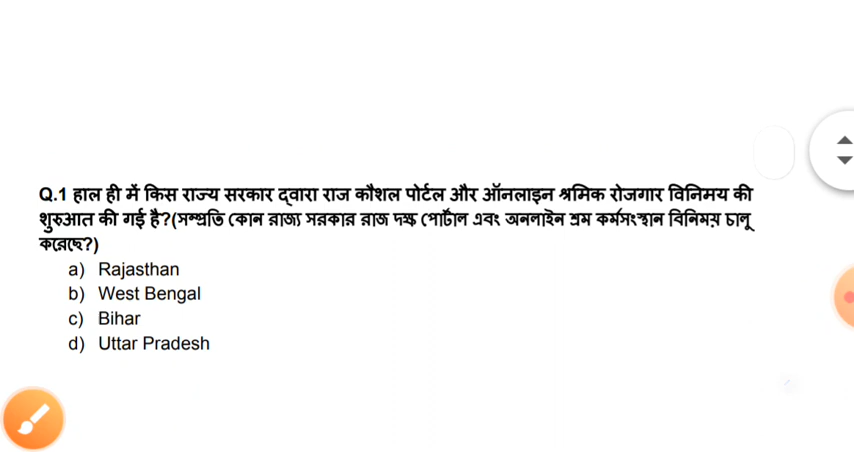 Q.1 हाल ही में किस राज्य सरकार द्वारा राज कौशल पोर्टल और ऑनलाइन श्रमिक रोजगार विनिमय की
शुरुआत की गई है?(সম্প্রতি কোন রাজ্য সরকার রাজ দক্ষ পোর্টাল এবং অনলাইন শ্রম কর্মসংস্থান বিনিময় চালু
করেছে?)
a) Rajasthan
b) West Bengal
c) Bihar
d) Uttar Pradesh